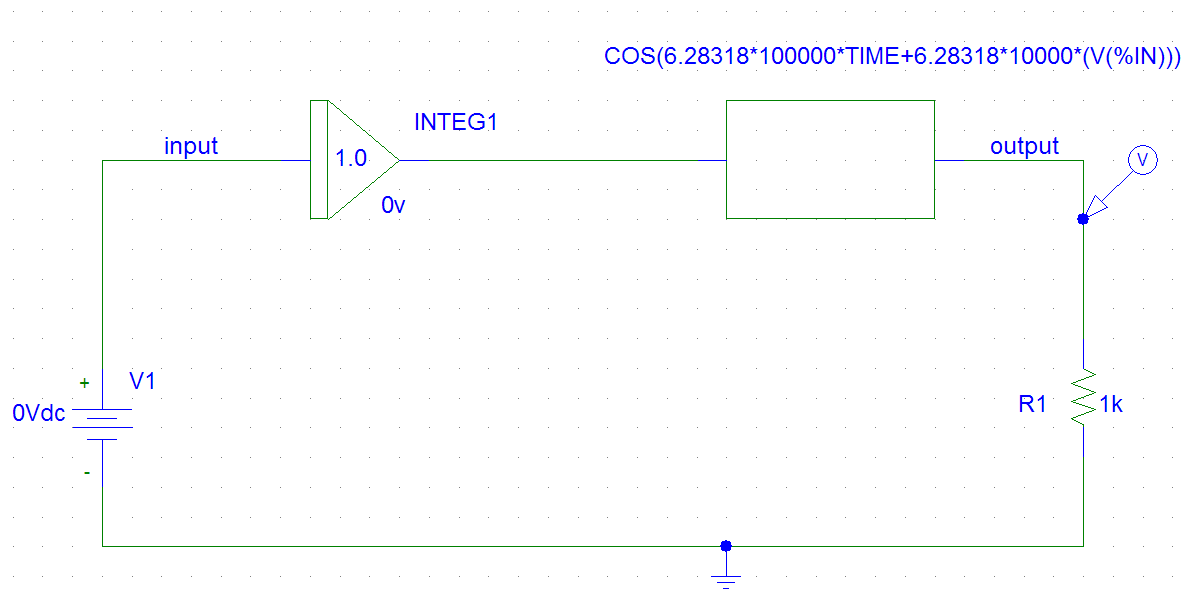 COS(6.28318*100000*TIME+6.28318*10000*(V(%IN)))
INTEG1
input
1.0
output
V
0v
+
V1
0Vdc
R1
1k
-